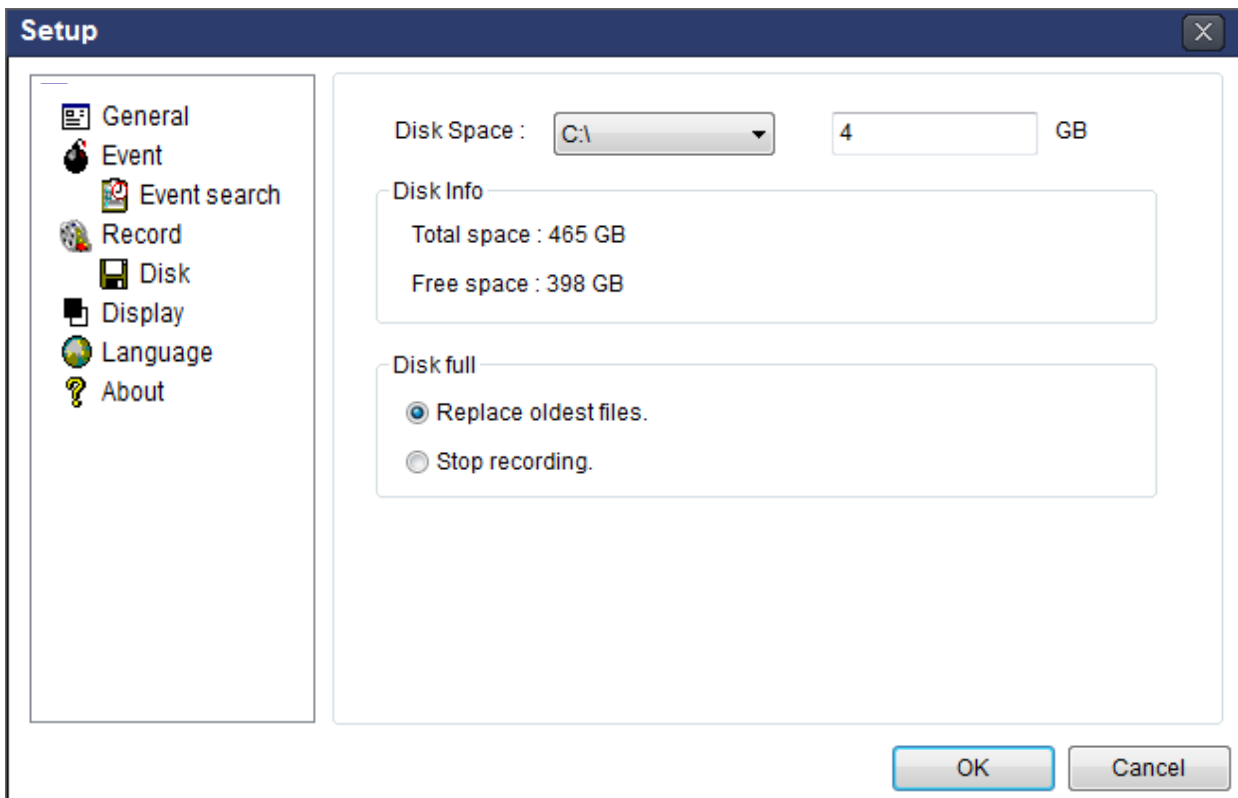 Setup
General
Event
Event search
Record
Disk
Display
Language
About
Disk Space : C:\ 4 GB
Disk Info
Total space : 465 GB
Free space : 398 GB
Disk full
Replace oldest files.
Stop recording.
OK Cancel